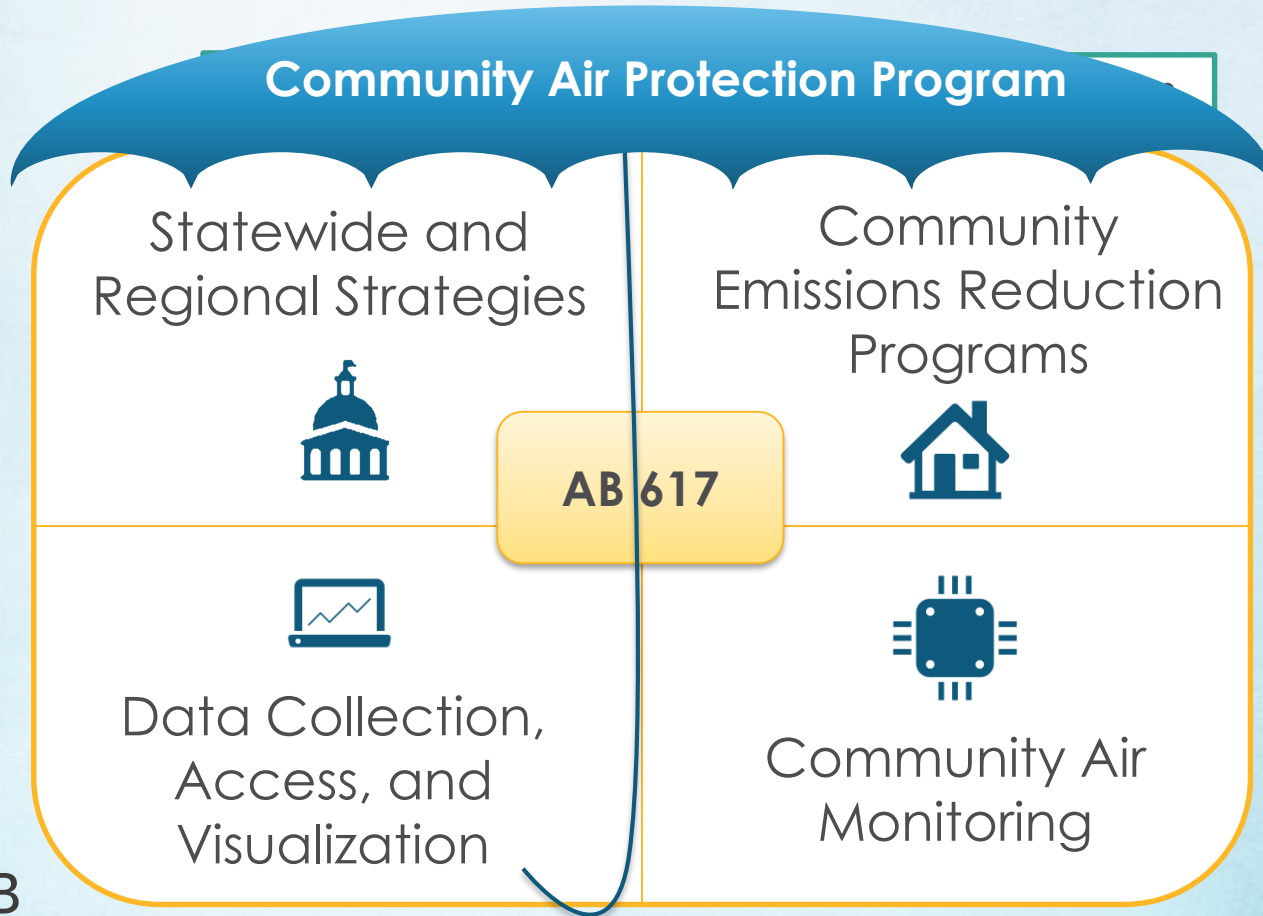 Community Air Protection Program
Statewide and
Regional Strategies
Community
Emissions Reduction
Programs
AB 617
Data Collection,
Access, and
Visualization
Community Air
Monitoring